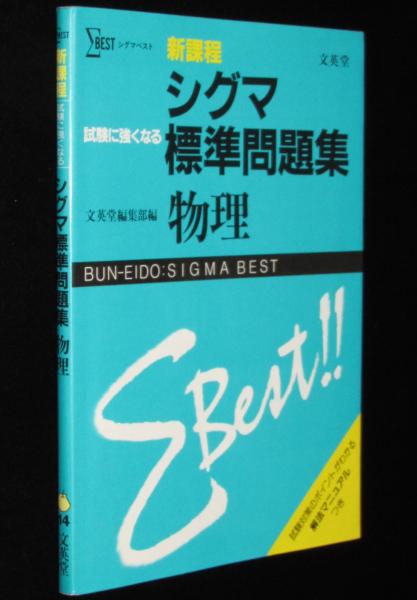 ΣBEST シグマベスト
新課程
文英堂
試験に強くなる
シグマ
標準問題集
文英堂編集部編
物理
BUN-EIDO:SIGMA BEST
ΣBest!!
試験対策のポイントがわかる
解法マニュアル
つき
ΣBEST
新課程
試験に強くなる
シグマ標準問題集
物理
14
文英堂